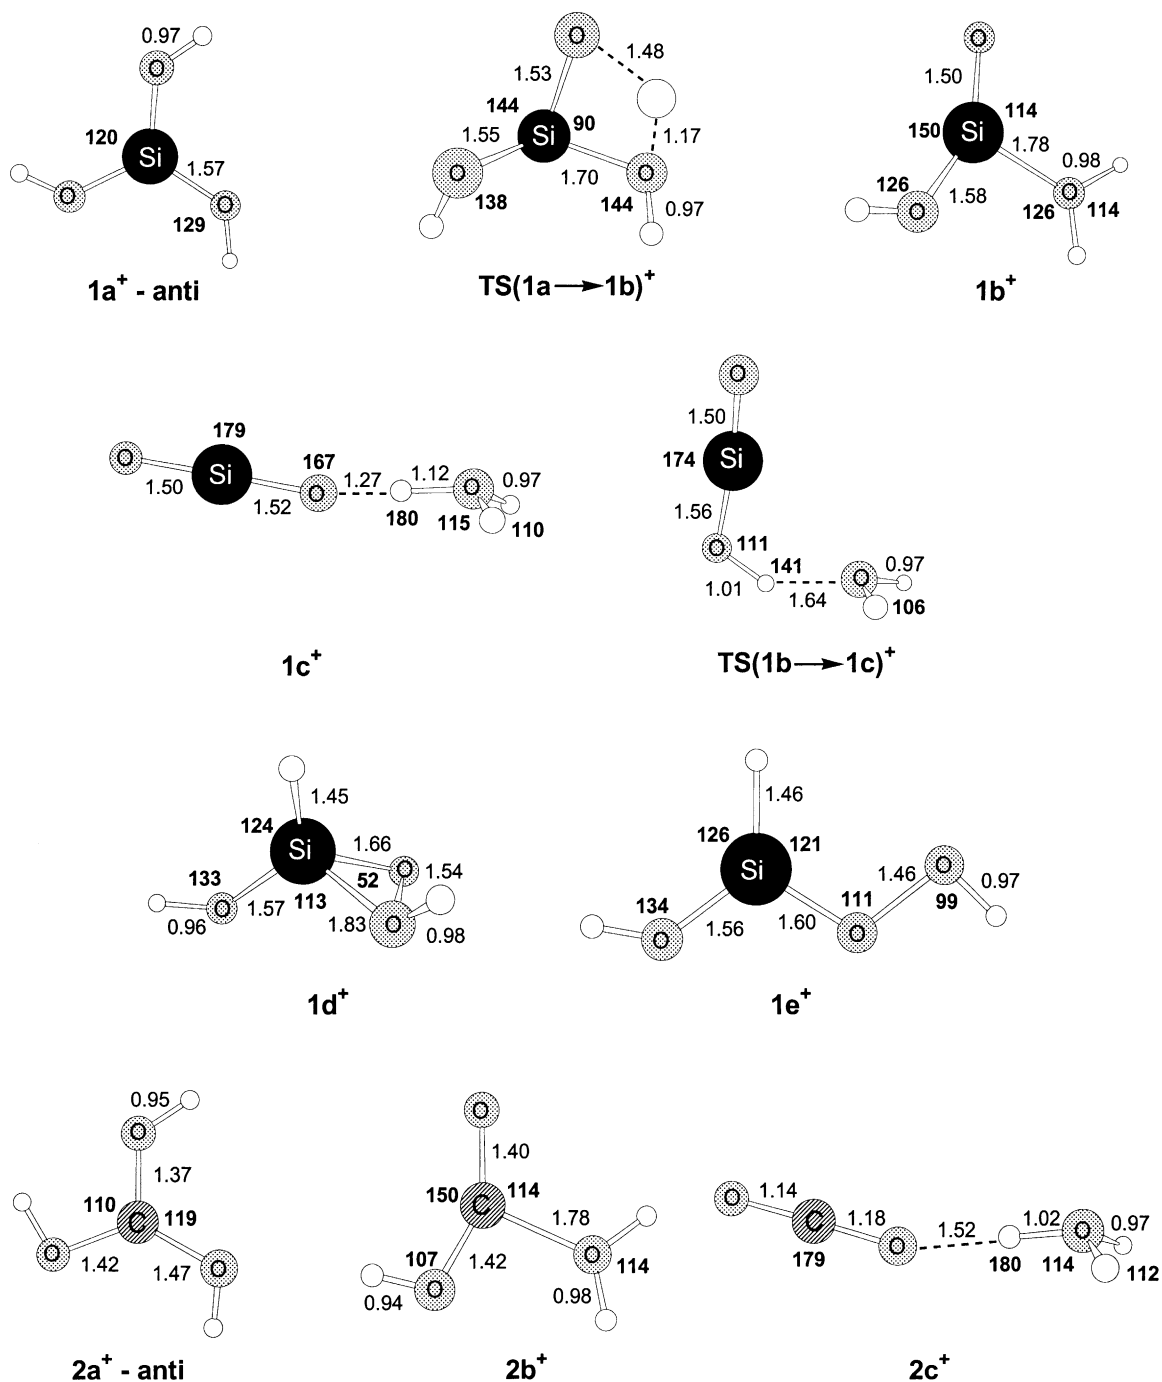 0.97
O
120
Si
1.57
O
O
129
1a+ - anti
O
1.48
1.53
144
Si
90
1.55
1.17
O
1.70
O
138
144
0.97
TS(1a→1b)+
O
1.50
114
150
Si
1.78
0.98
126
1.58
O
O
126
114
1b+
179
O
Si
167
1.50
1.52
O
1.27
1.12
O
0.97
180
115
110
1c+
O
1.50
174
Si
1.56
O
111
141
1.01
1.64
O
0.97
106
TS(1b→1c)+
1.45
124
Si
1.66
O
1.54
133
52
O
1.57
113
1.83
O
0.96
0.98
1d+
1.46
126
121
Si
1.46
O
0.97
134
111
99
O
1.56
1.60
O
1e+
0.95
O
1.37
110
C
119
O
1.42
1.47
O
2a+ - anti
O
1.40
150
C
114
1.78
107
1.42
O
114
O
0.94
0.98
2b+
O
1.14
C
1.18
O
1.52
1.02
O
0.97
179
180
114
112
2c+